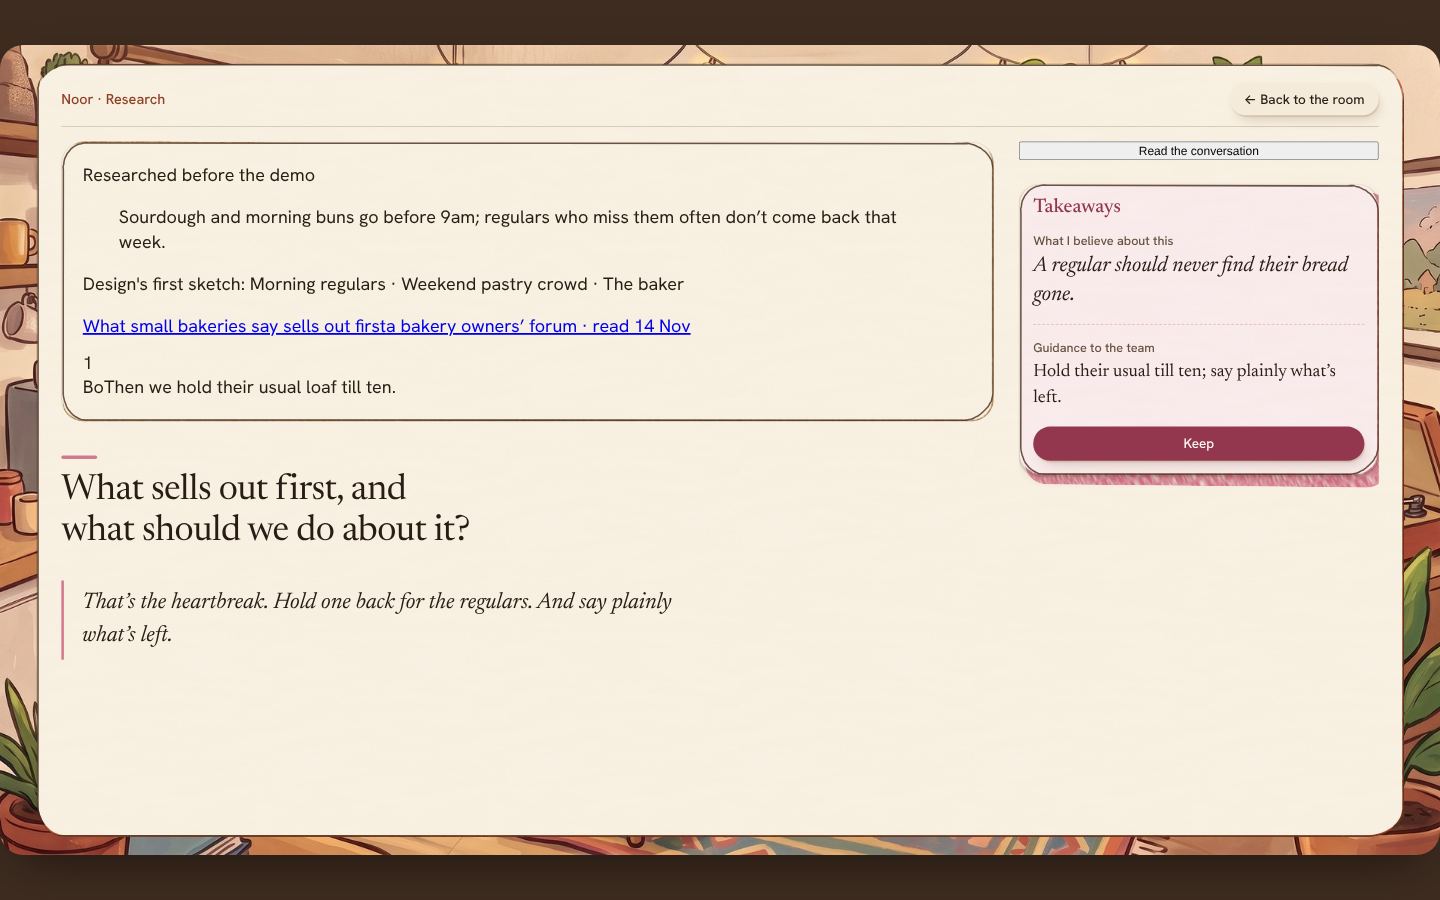 Noor · Research
← Back to the room
Researched before the demo
Sourdough and morning buns go before 9am; regulars who miss them often don’t come back that
week.
Design's first sketch: Morning regulars · Weekend pastry crowd · The baker
What small bakeries say sells out firsta bakery owners’ forum · read 14 Nov
1
BoThen we hold their usual loaf till ten.
What sells out first, and
what should we do about it?
That’s the heartbreak. Hold one back for the regulars. And say plainly
what’s left.
Read the conversation
Takeaways
What I believe about this
A regular should never find their bread
gone.
Guidance to the team
Hold their usual till ten; say plainly what’s
left.
Keep